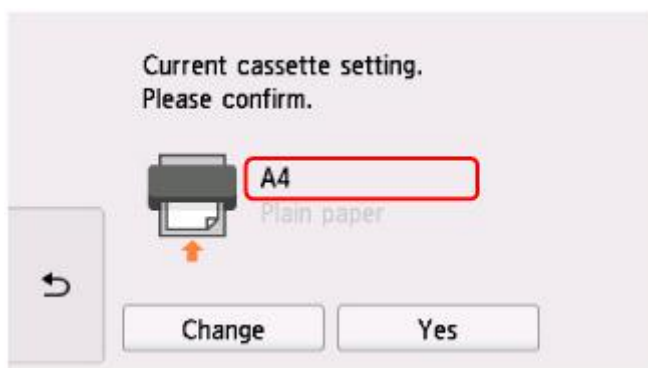 Current cassette setting.
Please confirm.
A4
Plain paper
Change
Yes